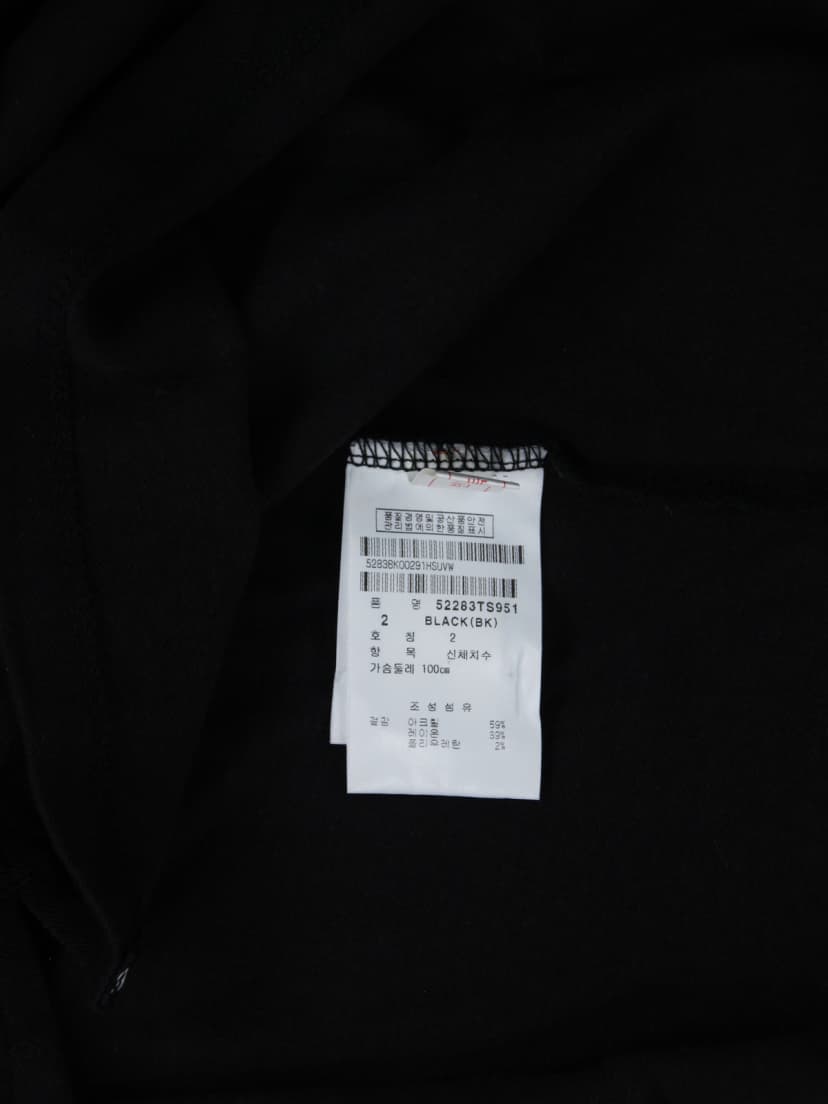 품질경영및공산품안전
관리법에의한품질표시
5283BK00291HSUVW
품 명 52283TS951
2 BLACK(BK)
호 칭 2
항 목 신체치수
가슴둘레 100㎝
조성섬유
겉감 아크릴 59%
레이온 39%
폴리우레탄 2%